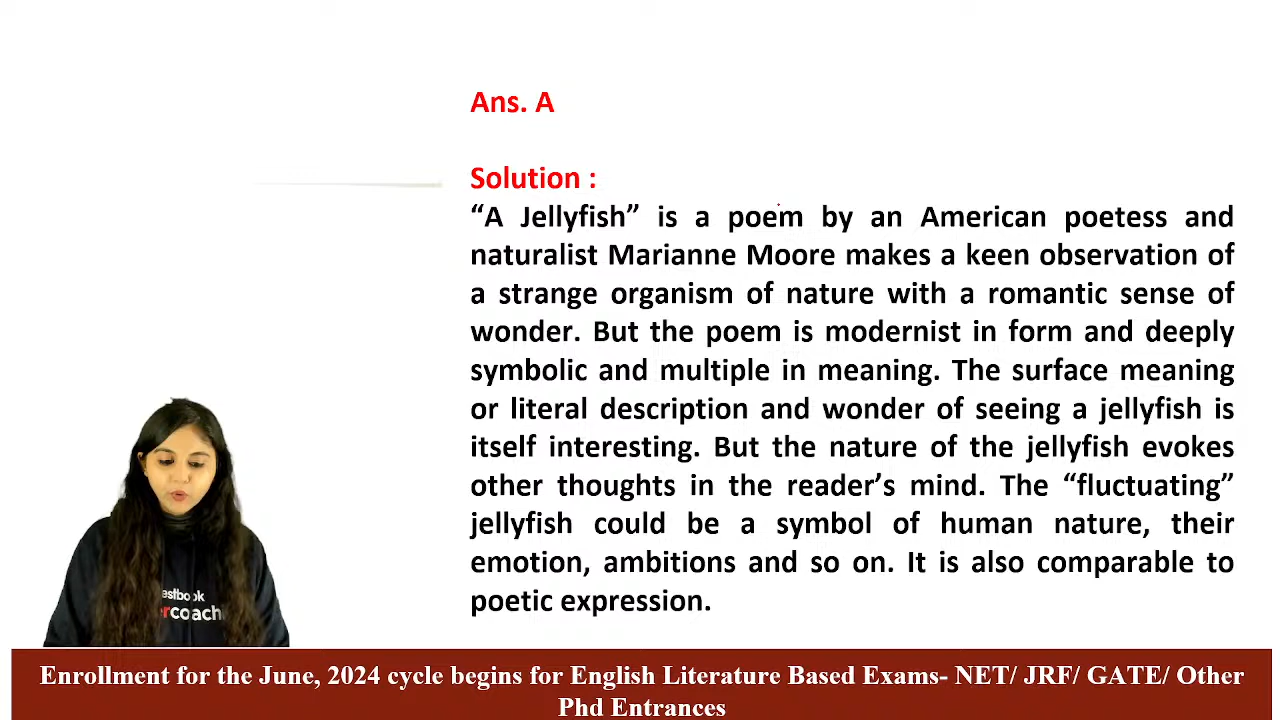 Ans. A
Solution :
“A Jellyfish” is a poem by an American poetess and
naturalist Marianne Moore makes a keen observation of
a strange organism of nature with a romantic sense of
wonder. But the poem is modernist in form and deeply
symbolic and multiple in meaning. The surface meaning
or literal description and wonder of seeing a jellyfish is
itself interesting. But the nature of the jellyfish evokes
other thoughts in the reader’s mind. The “fluctuating”
jellyfish could be a symbol of human nature, their
emotion, ambitions and so on. It is also comparable to
poetic expression.
estbook
ercoach
Enrollment for the June, 2024 cycle begins for English Literature Based Exams- NET/ JRF/ GATE/ Other
Phd Entrances